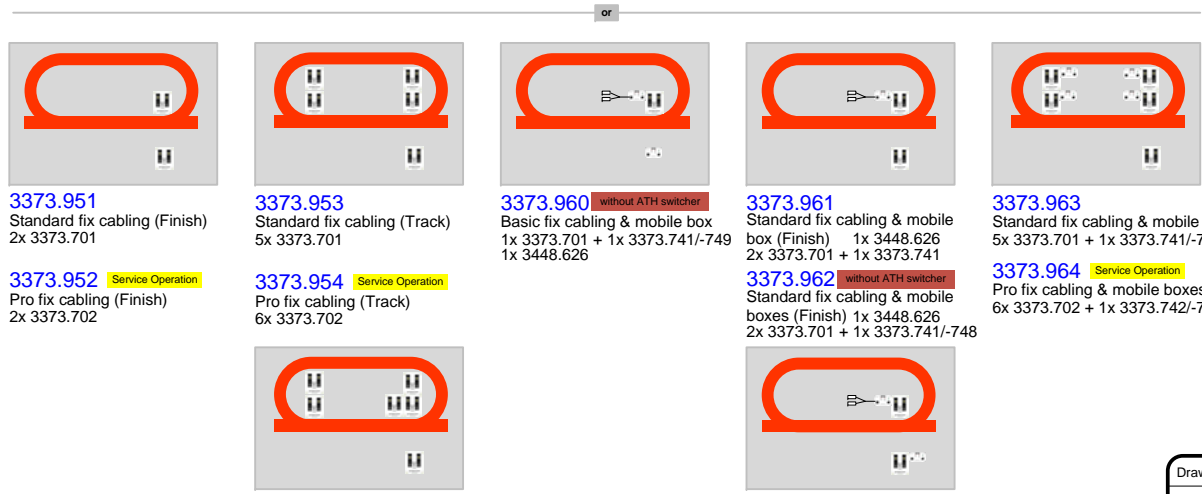 or
3373.951
Standard fix cabling (Finish)
2x 3373.701
3373.952 Service Operation
Pro fix cabling (Finish)
2x 3373.702
3373.953
Standard fix cabling (Track)
5x 3373.701
3373.954 Service Operation
Pro fix cabling (Track)
6x 3373.702
3373.960 without ATH switcher
Basic fix cabling & mobile box
1x 3373.701 + 1x 3373.741/-749
1x 3448.626
3373.961
Standard fix cabling & mobile
box (Finish) 1x 3448.626
2x 3373.701 + 1x 3373.741
3373.962 without ATH switcher
Standard fix cabling & mobile
boxes (Finish) 1x 3448.626
2x 3373.701 + 1x 3373.741/-748
3373.963
Standard fix cabling & mobile
5x 3373.701 + 1x 3373.741/-7
3373.964 Service Operation
Pro fix cabling & mobile boxes
6x 3373.702 + 1x 3373.742/-7
Draw